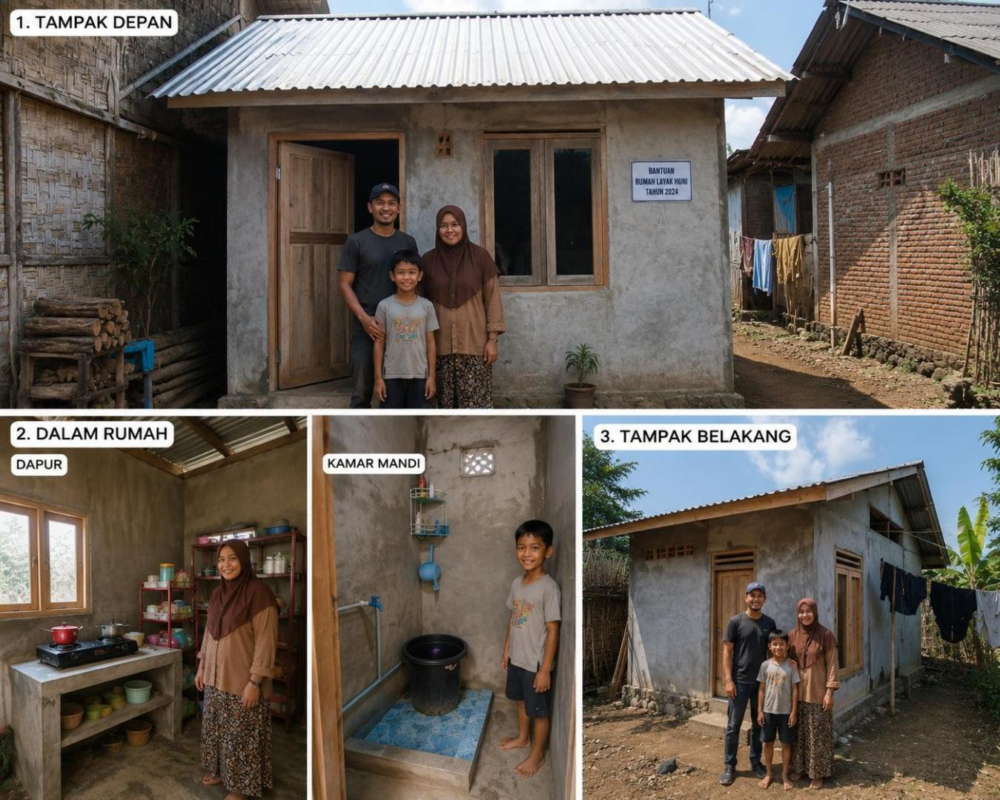 1. TAMPAK DEPAN
BANTUAN
RUMAH LAYAK HUNI
TAHUN 2024
2. DALAM RUMAH
DAPUR
KAMAR MANDI
3. TAMPAK BELAKANG